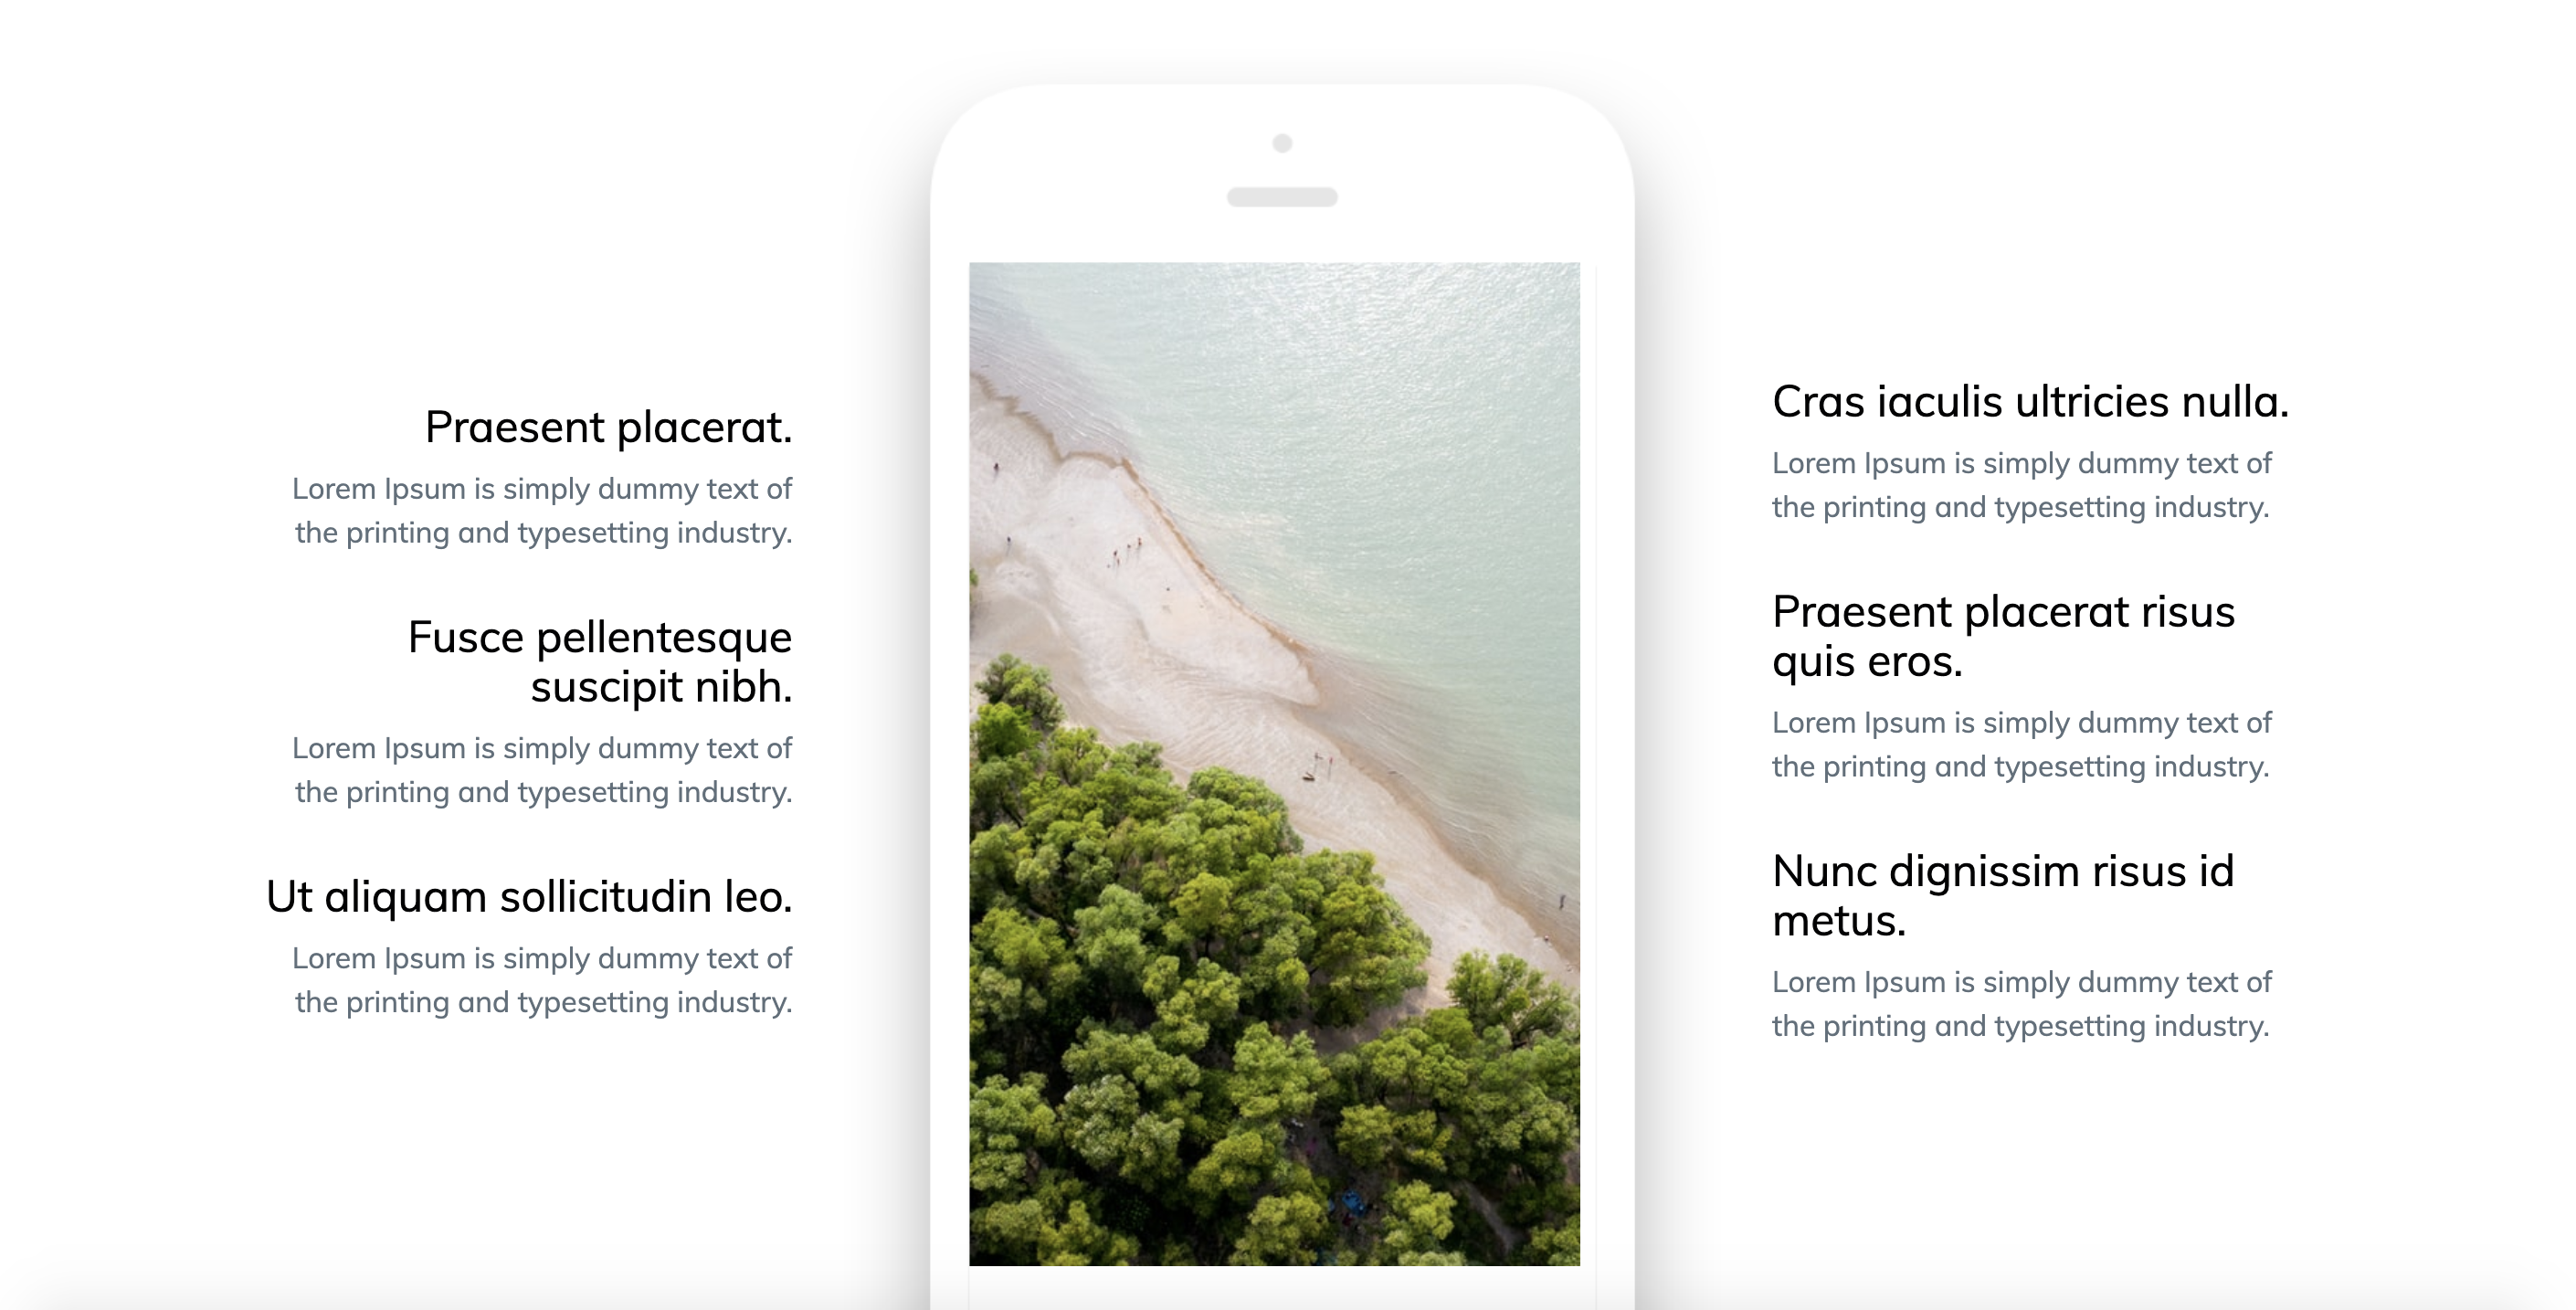 Praesent placerat.
Lorem Ipsum is simply dummy text of
the printing and typesetting industry.
Fusce pellentesque
suscipit nibh.
Lorem Ipsum is simply dummy text of
the printing and typesetting industry.
Ut aliquam sollicitudin leo.
Lorem Ipsum is simply dummy text of
the printing and typesetting industry.
Cras iaculis ultricies nulla.
Lorem Ipsum is simply dummy text of
the printing and typesetting industry.
Praesent placerat risus
quis eros.
Lorem Ipsum is simply dummy text of
the printing and typesetting industry.
Nunc dignissim risus id
metus.
Lorem Ipsum is simply dummy text of
the printing and typesetting industry.